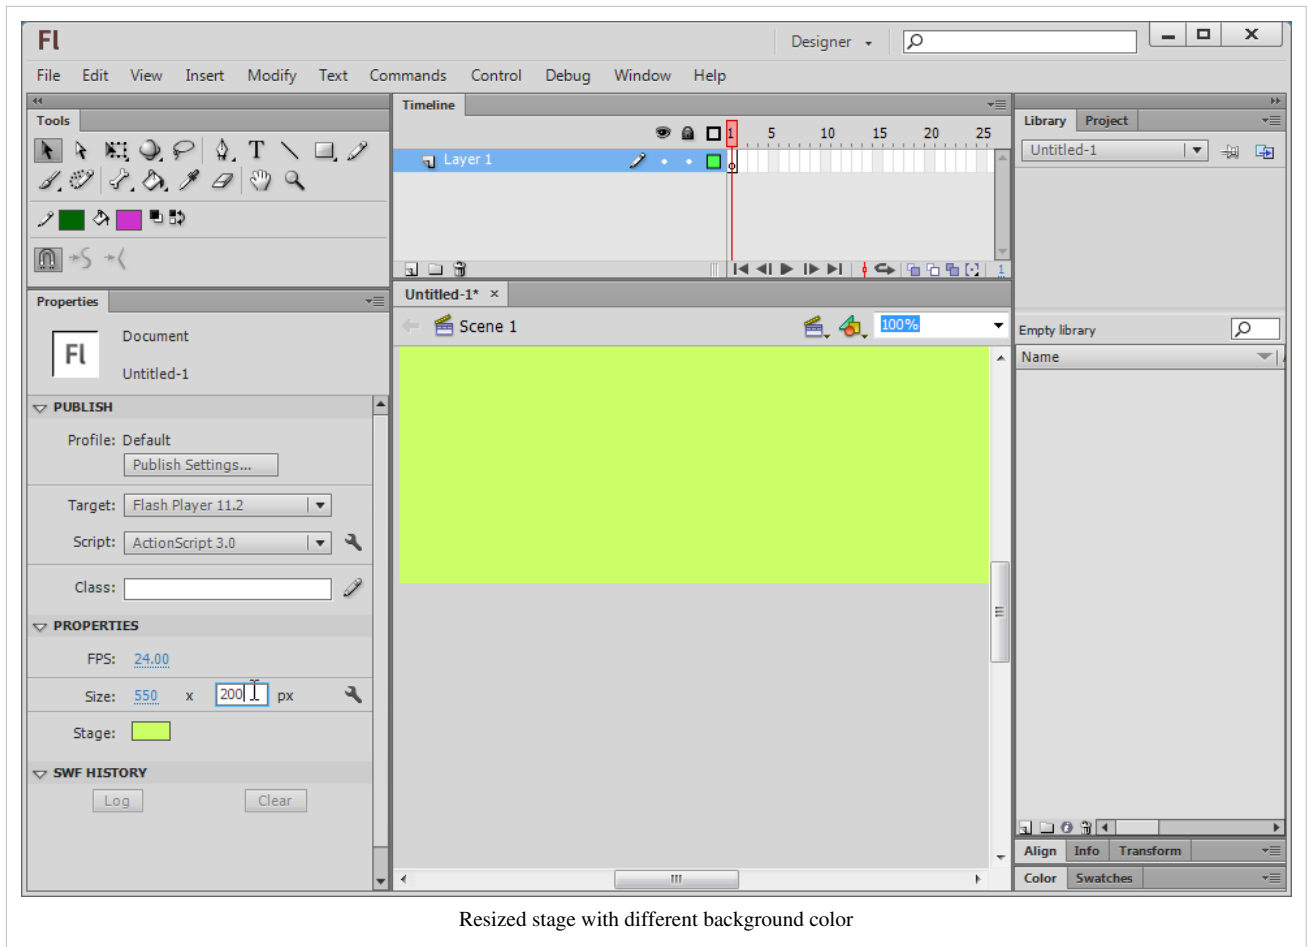 Fl
Designer
File Edit View Insert Modify Text Commands Control Debug Window Help
Tools
T
Timeline
1 5 10 15 20 25
Layer 1
1
Library Project
Untitled-1
Properties
Fl
Document
Untitled-1
PUBLISH
Profile: Default
Publish Settings...
Target: Flash Player 11.2
Script: ActionScript 3.0
Class:
PROPERTIES
FPS: 24.00
Size: 550 x 200 px
Stage:
SWF HISTORY
Log Clear
Untitled-1* ×
Scene 1
100%
Empty library
Name
Align Info Transform
Color Swatches
Resized stage with different background color